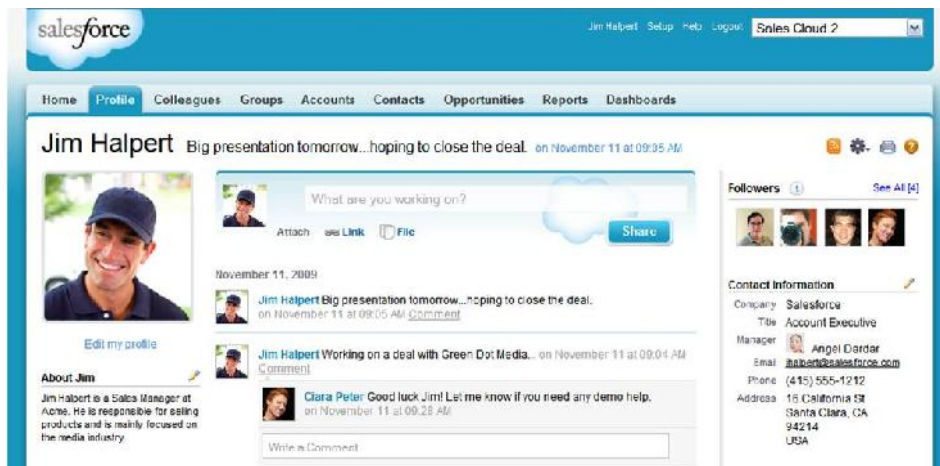 salesforce
Jim Halpert Setup Help Logout Sales Cloud 2
Home Profile Colleagues Groups Accounts Contacts Opportunities Reports Dashboards
Jim Halpert Big presentation tomorrow...hoping to close the deal. on November 11 at 09:05 AM
What are you working on?
Attach Link File
Share
November 11, 2009
Jim Halpert Big presentation tomorrow...hoping to close the deal.
on November 11 at 09:05 AM Comment
Jim Halpert Working on a deal with Green Dot Media... on November 11 at 09:04 AM
Comment
Clara Peter Good luck Jim! Let me know if you need any demo help.
on November 11 at 09:28 AM
Write a Comment
Edit my profile
About Jim
Jim Halpert is a Sales Manager at
Acme. He is responsible for selling
products and is mainly focused on
the media industry.
Followers See All [4]
Contact Information
Company Salesforce
Title Account Executive
Manager Angel Dardar
Email jhalpert@salesforce.com
Phone (415) 555-1212
Address 16 California St
Santa Clara, CA
94214
USA